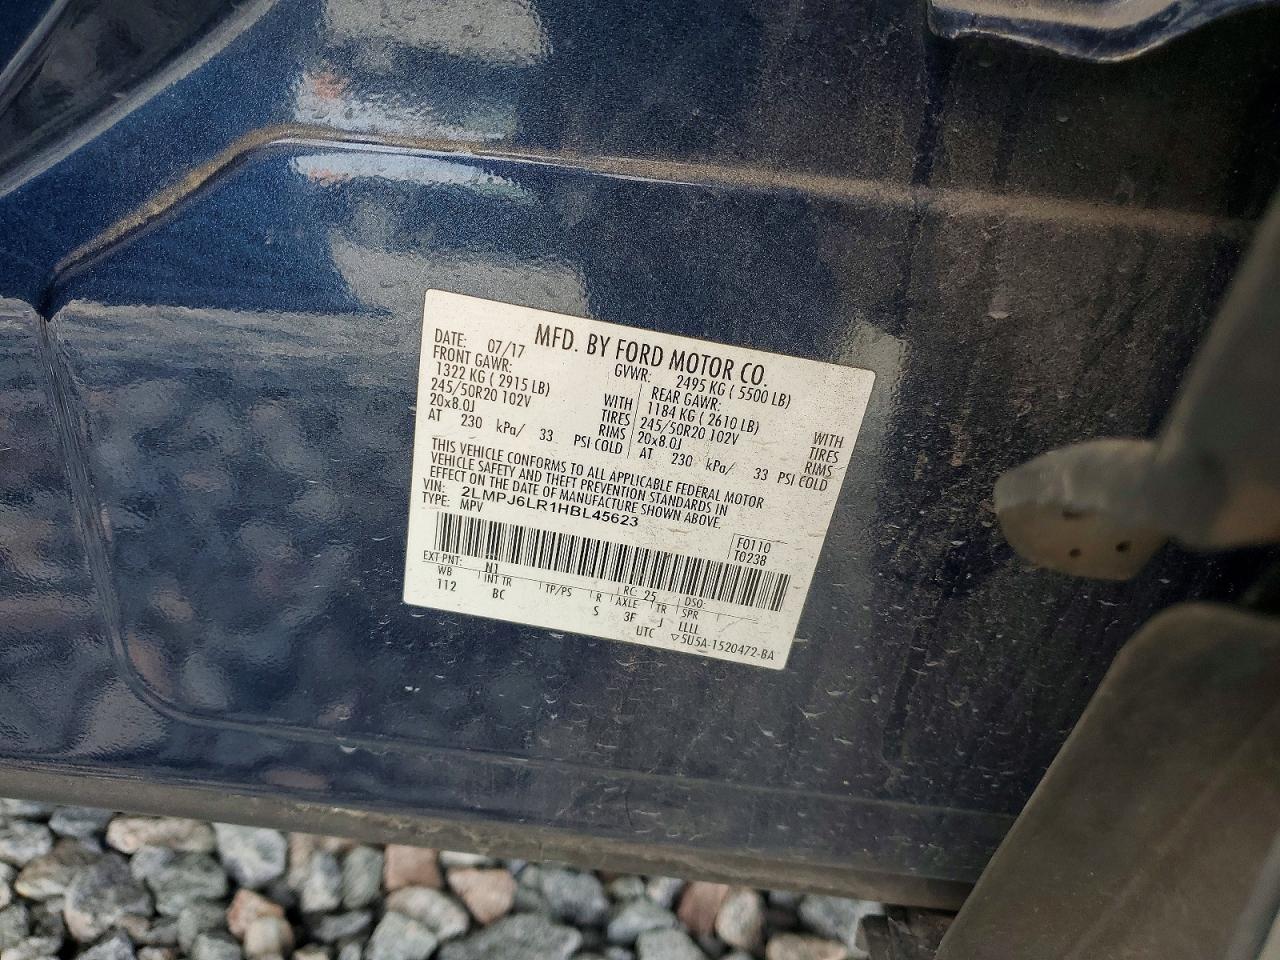 MFD. BY FORD MOTOR CO.
DATE: 07/17 GVWR: 2495 KG ( 5500 LB)
FRONT GAWR: REAR GAWR:
1322 KG ( 2915 LB) WITH 1184 KG ( 2610 LB) WITH
245/50R20 102V TIRES 245/50R20 102V TIRES
20x8.0J RIMS 20x8.0J RIMS
AT 230 kPa/ 33 PSI COLD AT 230 kPa/ 33 PSI COLD
THIS VEHICLE CONFORMS TO ALL APPLICABLE FEDERAL MOTOR
VEHICLE SAFETY AND THEFT PREVENTION STANDARDS IN
EFFECT ON THE DATE OF MANUFACTURE SHOWN ABOVE.
VIN: 2LMPJ6LR1HBL45623
TYPE: MPV
F0110
T0238
EXT PNT: N1 RC: 25 DSO:
WB INT TR TP/PS R AXLE TR SPR
112 BC S 3F J LLLL
UTC ▽5U5A-1520472-BA